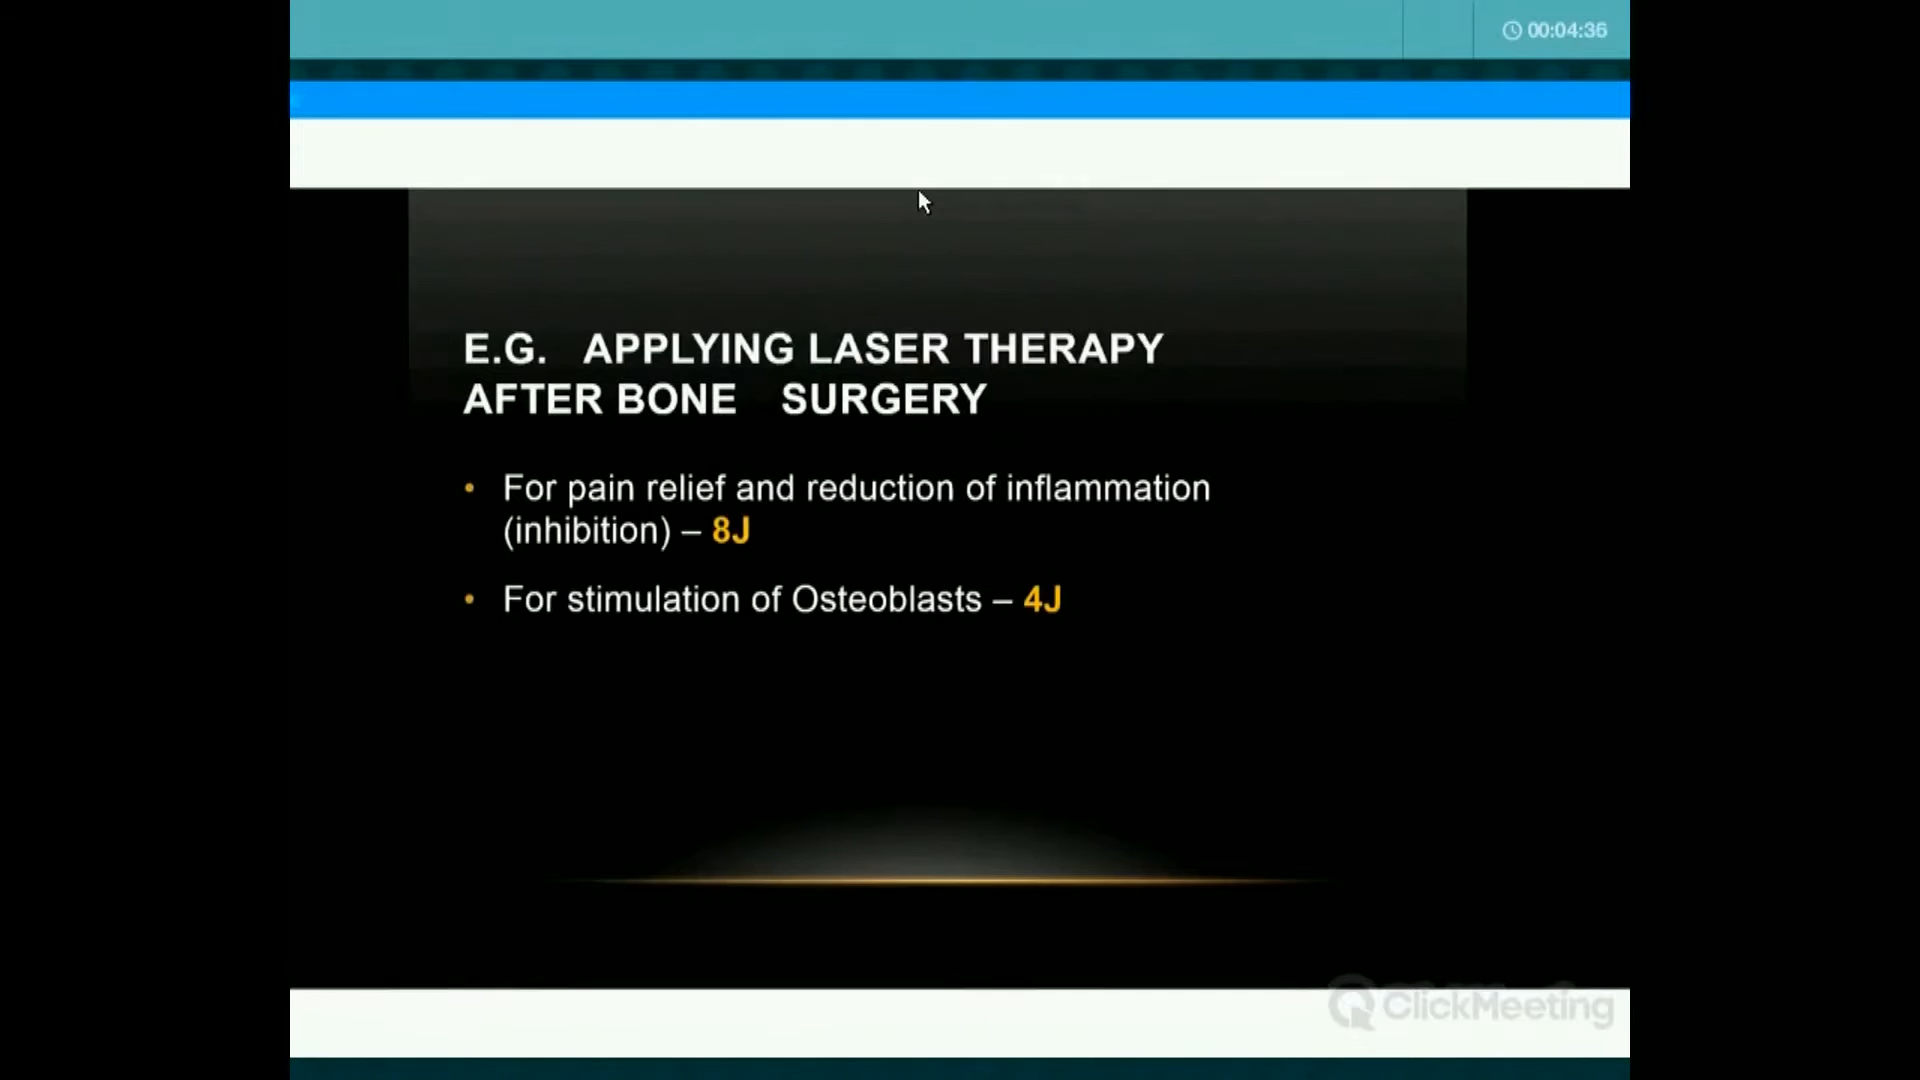 00:04:36
E.G. APPLYING LASER THERAPY
AFTER BONE SURGERY
• For pain relief and reduction of inflammation
(inhibition) – 8J
• For stimulation of Osteoblasts – 4J
ClickMeeting